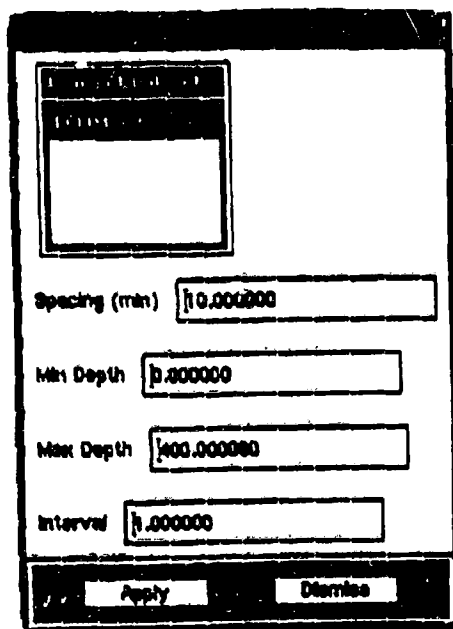 Spacing (min) 10.000000
Min Depth 0.000000
Max Depth 400.000000
Interval 1.000000
Apply Dismiss